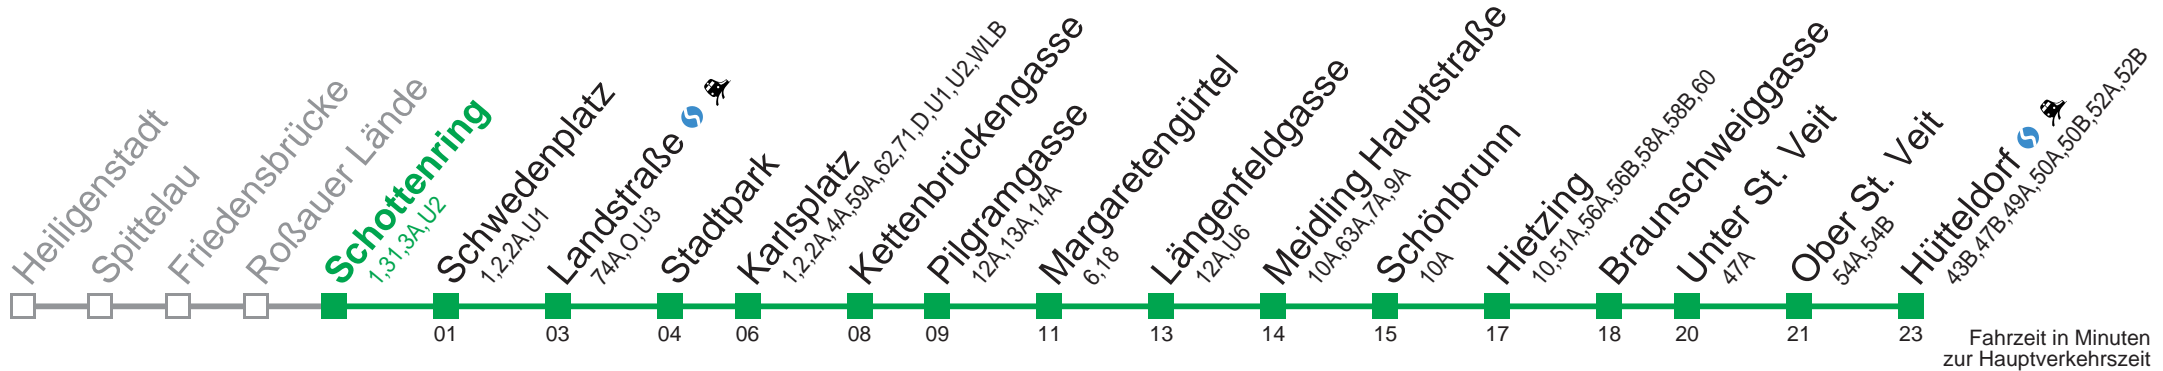 Heiligenstadt
Spittelau
Friedensbrücke
Roßauer Lände
Schottenring
1,31,3A,U2
Schwedenplatz
1,2,2A,U1
Landstraße
74A,O,U3
Stadtpark
Karlsplatz
1,2,2A,4A,59A,62,71,D,U1,U2,WLB
Kettenbrückengasse
Pilgramgasse
12A,13A,14A
Margaretengürtel
6,18
Längenfeldgasse
12A,U6
Meidling Hauptstraße
10A,63A,7A,9A
Schönbrunn
10A
Hietzing
10,51A,56A,56B,58A,58B,60
Braunschweiggasse
Unter St. Veit
47A
Ober St. Veit
54A,54B
Hütteldorf
43B,47B,49A,50A,50B,52A,52B
01 03 04 06 08 09 11 13 14 15 17 18 20 21 23
Fahrzeit in Minuten
zur Hauptverkehrszeit